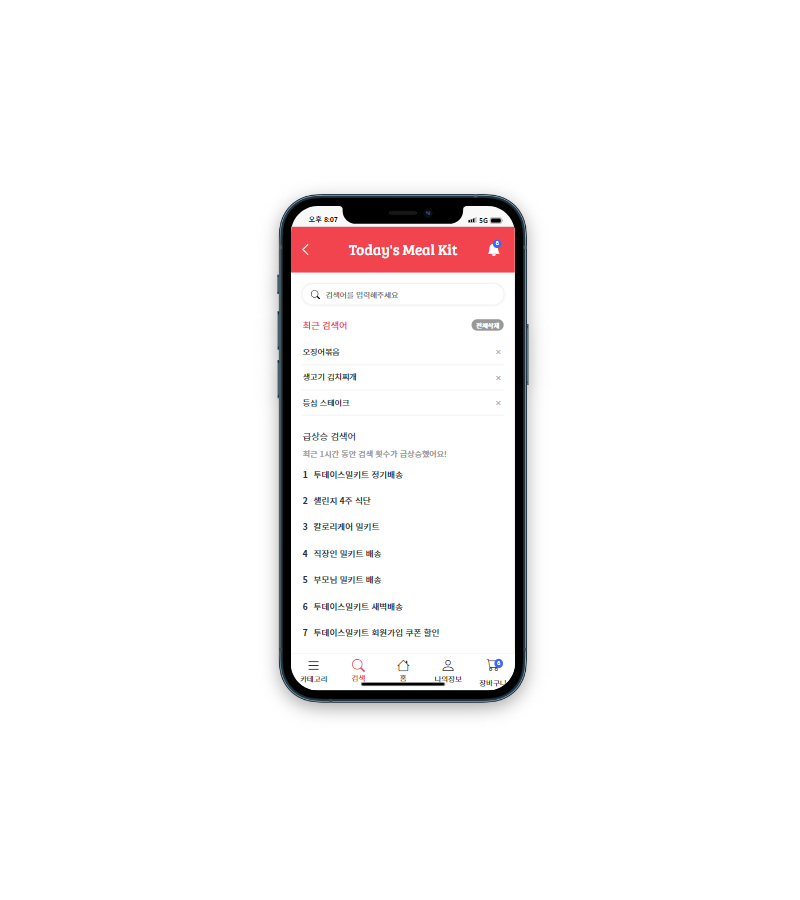 오후 8:07
5G
Today's Meal Kit
6
검색어를 입력해주세요
최근 검색어
전체삭제
오징어볶음
×
생고기 김치찌개
×
등심 스테이크
×
급상승 검색어
최근 1시간 동안 검색 횟수가 급상승했어요!
1 투데이스밀키트 정기배송
2 챌린지 4주 식단
3 칼로리케어 밀키트
4 직장인 밀키트 배송
5 부모님 밀키트 배송
6 투데이스밀키트 새벽배송
7 투데이스밀키트 회원가입 쿠폰 할인
6
카테고리 검색 홈 나의정보 장바구니